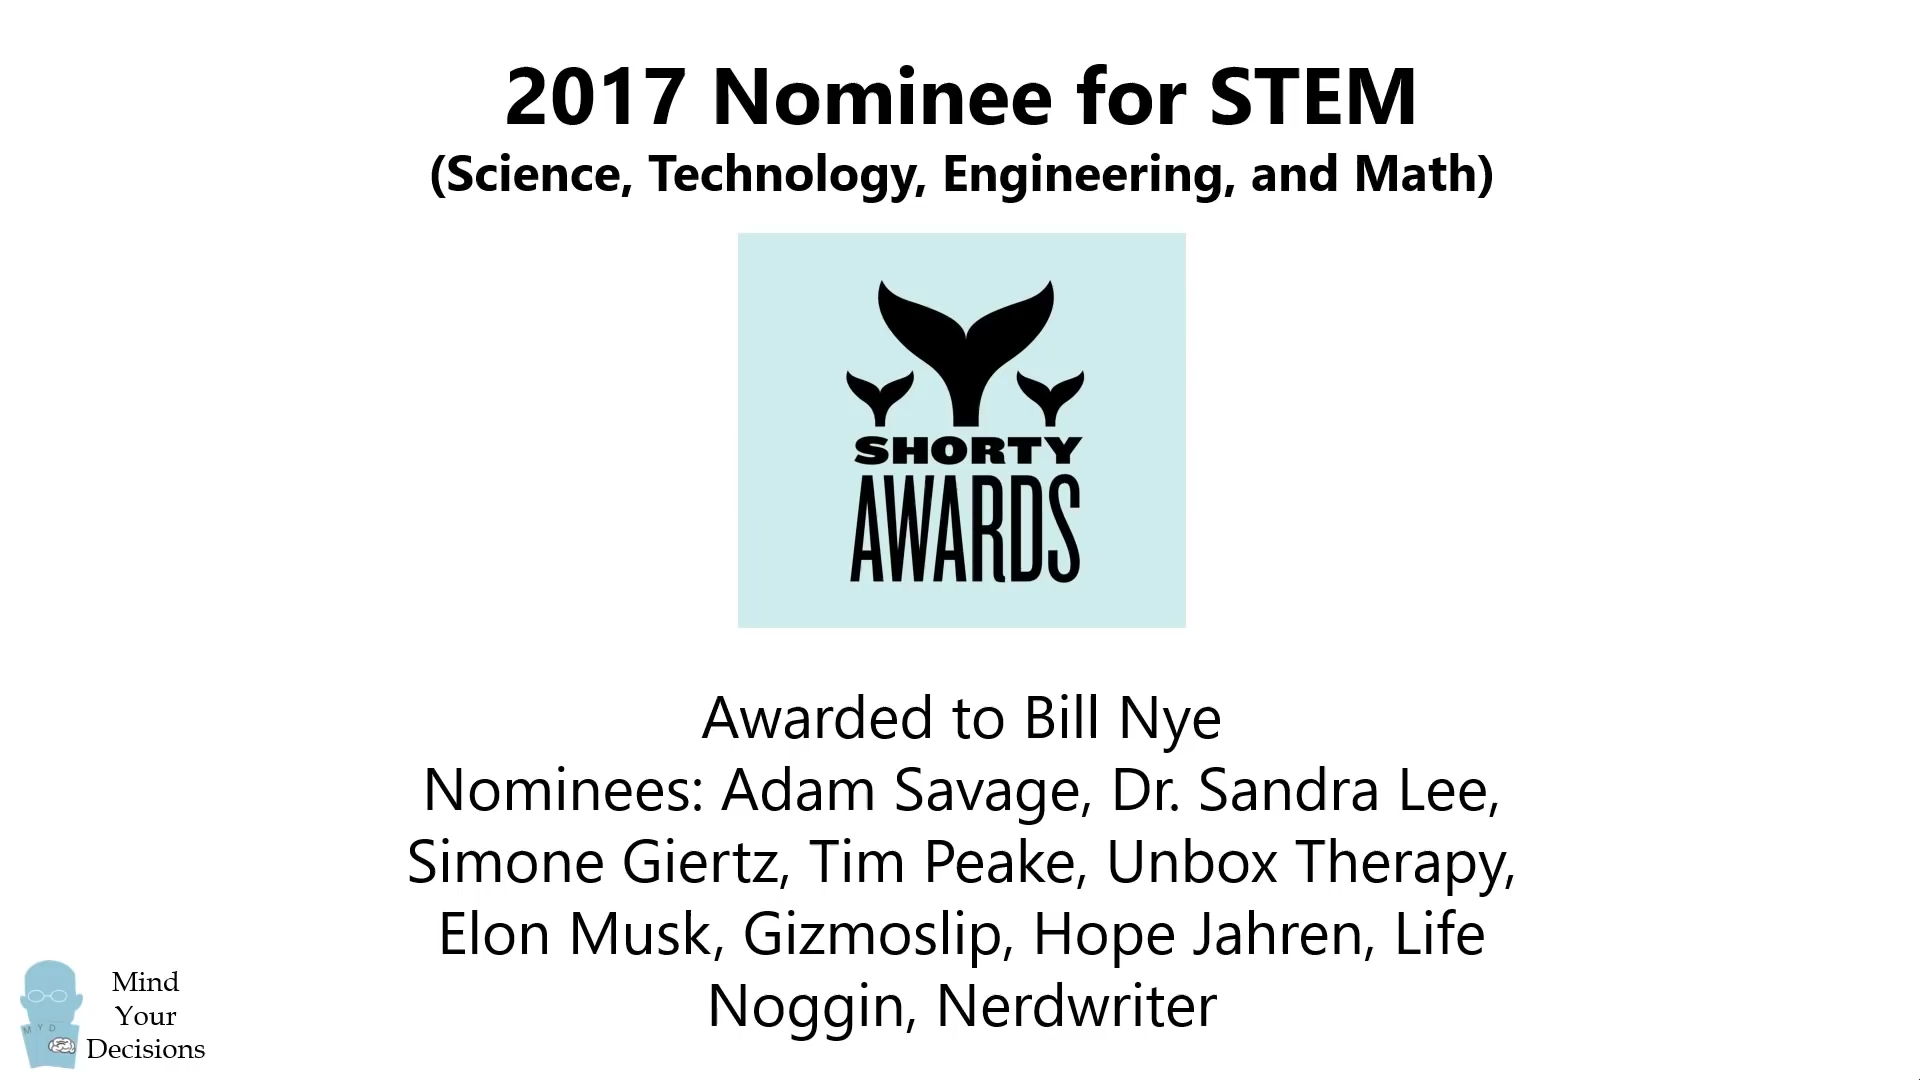 2017 Nominee for STEM
(Science, Technology, Engineering, and Math)
SHORTY
AWARDS
Awarded to Bill Nye
Nominees: Adam Savage, Dr. Sandra Lee,
Simone Giertz, Tim Peake, Unbox Therapy,
Elon Musk, Gizmoslip, Hope Jahren, Life
Noggin, Nerdwriter
Mind
Your
Decisions
MYD